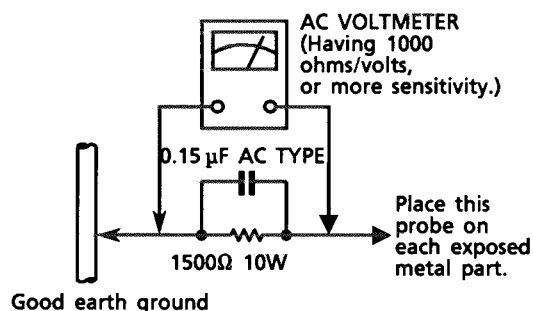 AC VOLTMETER
(Having 1000
ohms/volts,
or more sensitivity.)
0.15 µF AC TYPE
1500Ω 10W
Place this
probe on
each exposed
metal part.
Good earth ground